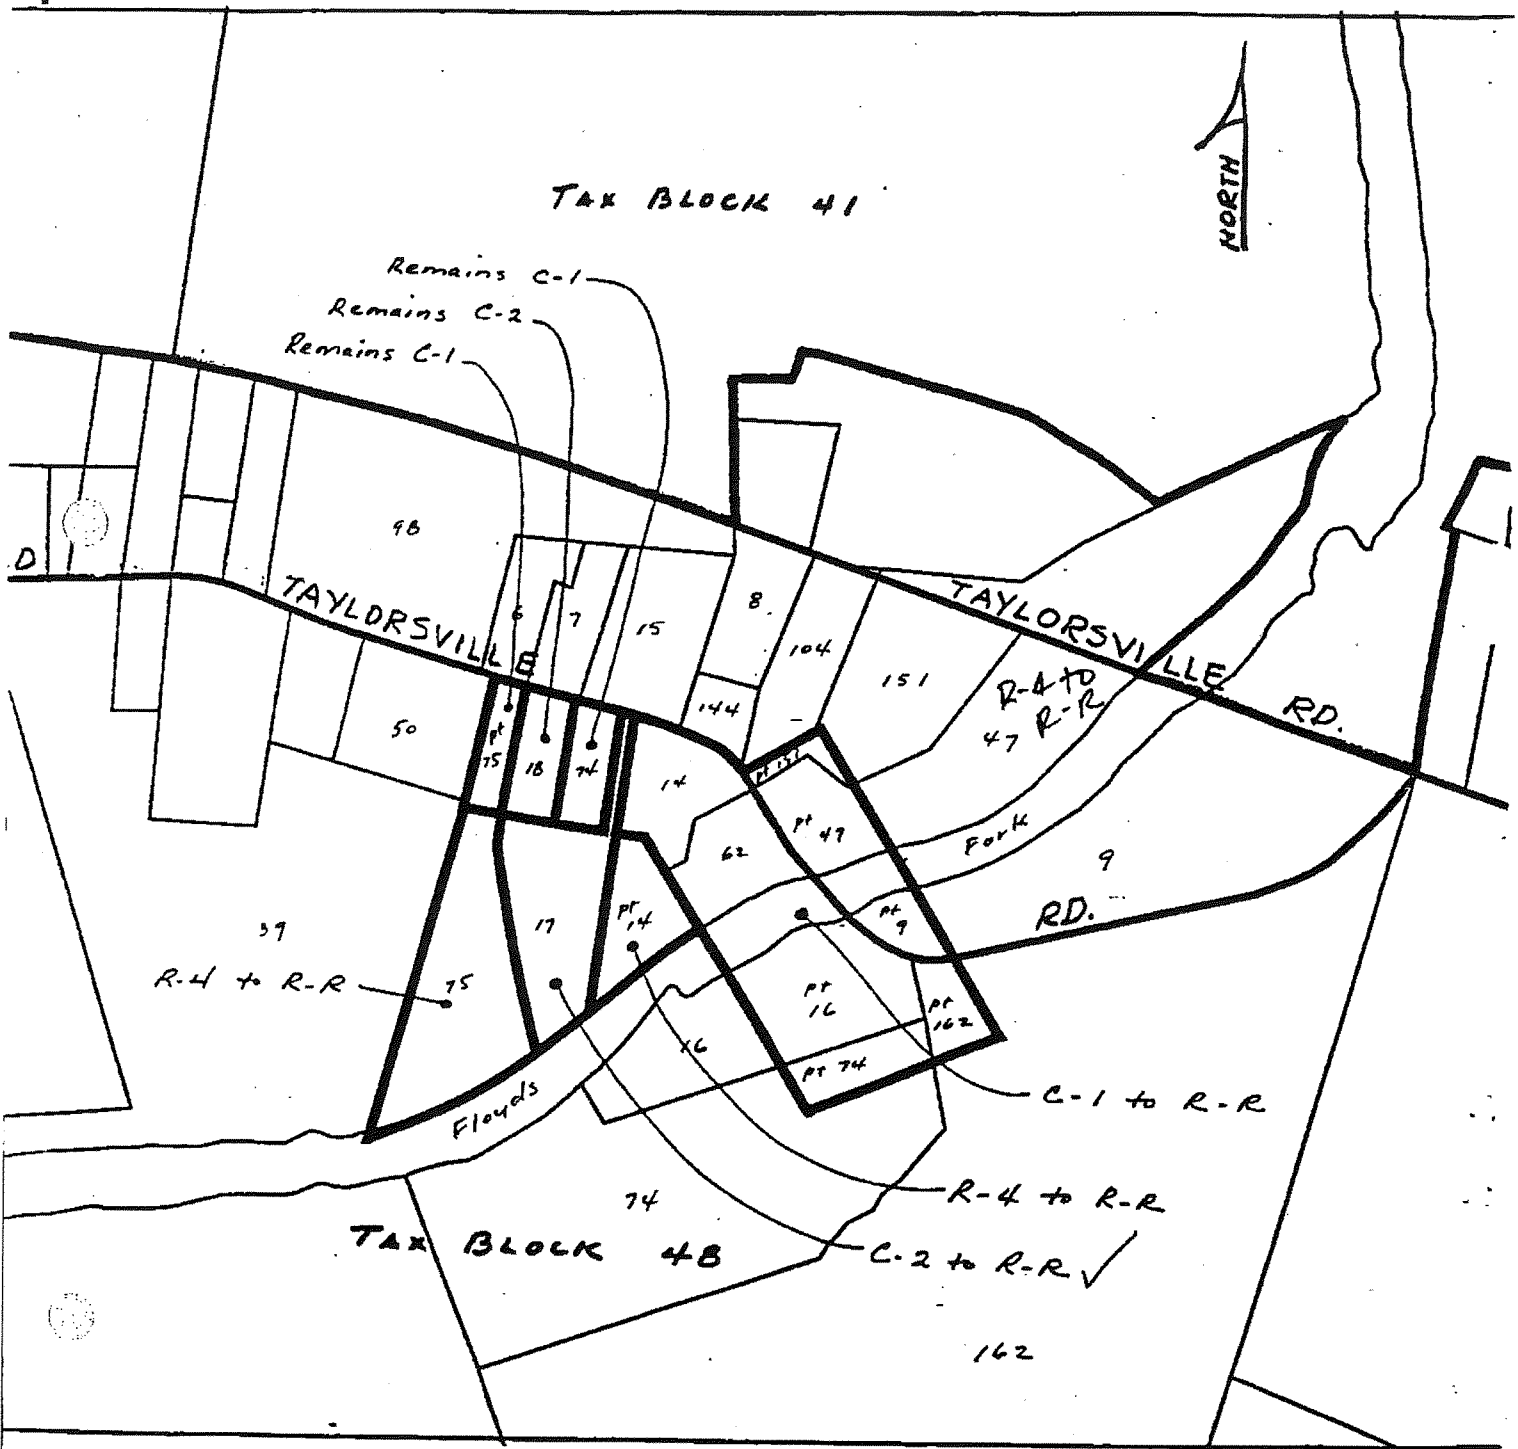 TAX BLOCK 41
NORTH
Remains C-1
Remains C-2
Remains C-1
98
D
TAYLORSVILLE
6
7
15
8
104
144
151
TAYLORSVILLE
RD.
R-4 to
R-R
47
50
pt
75
18
74
14
pt 151
pt
47
62
Fork
9
RD.
39
R-4 to R-R
75
17
pt
14
pt
9
pt
16
pt
162
16
pt 74
Floyds
C-1 to R-R
74
R-4 to R-R
TAX BLOCK 48
C-2 to R-R ✓
162